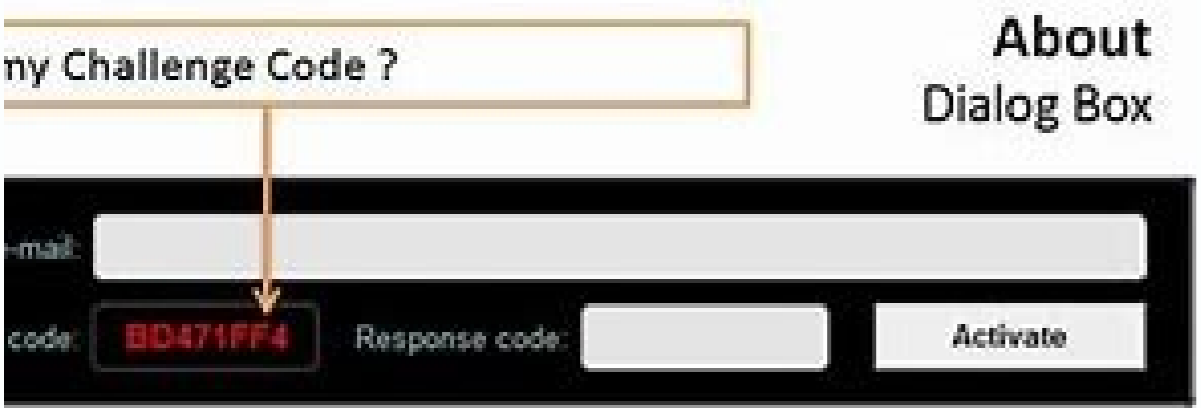 my Challenge Code ?
About
Dialog Box
e-mail:
code: BD471FF4 Response code: Activate